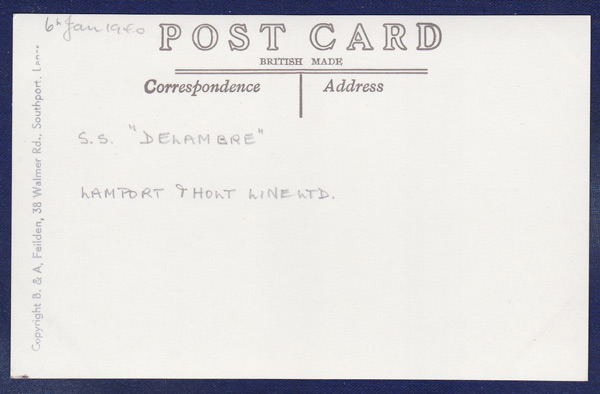 6th Jan 1960
POST CARD
BRITISH MADE
Correspondence Address
S.S. "DELAMBRE"
LAMPORT & HOLT LINE LTD.
Copyright B. & A. Feilden, 38 Walmer Rd., Southport. Lancs